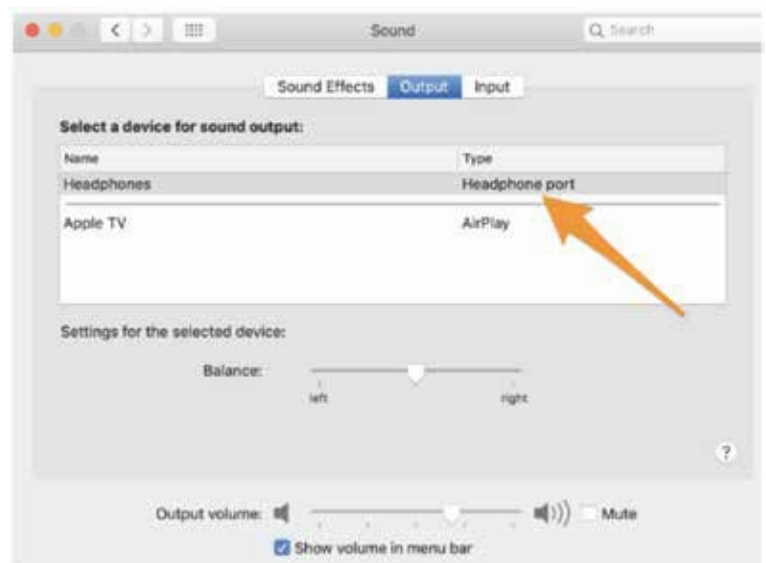 Sound
Search
Sound Effects Output Input
Select a device for sound output:
Name Type
Headphones Headphone port
Apple TV AirPlay
Settings for the selected device:
Balance:
left right
?
Output volume: Mute
Show volume in menu bar